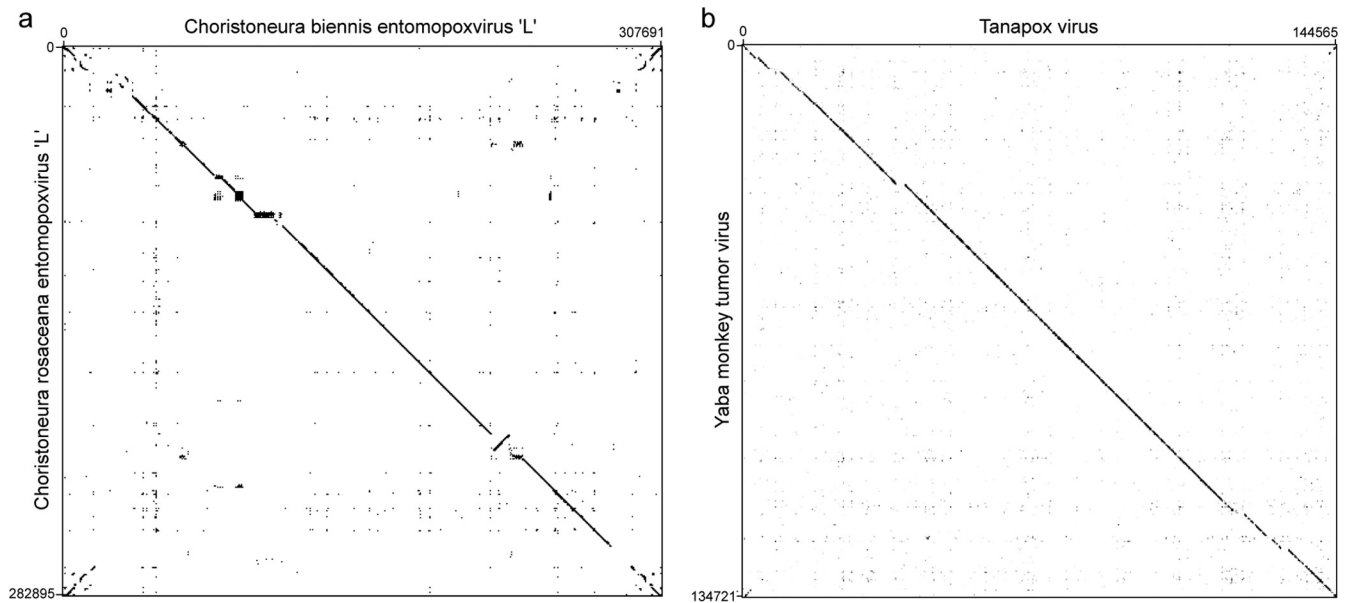 a
Choristoneura biennis entomopoxvirus 'L'
0
307691
0
Choristoneura rosaceana entomopoxvirus 'L'
282895
b
Tanapox virus
0
144565
0
Yaba monkey tumor virus
134721